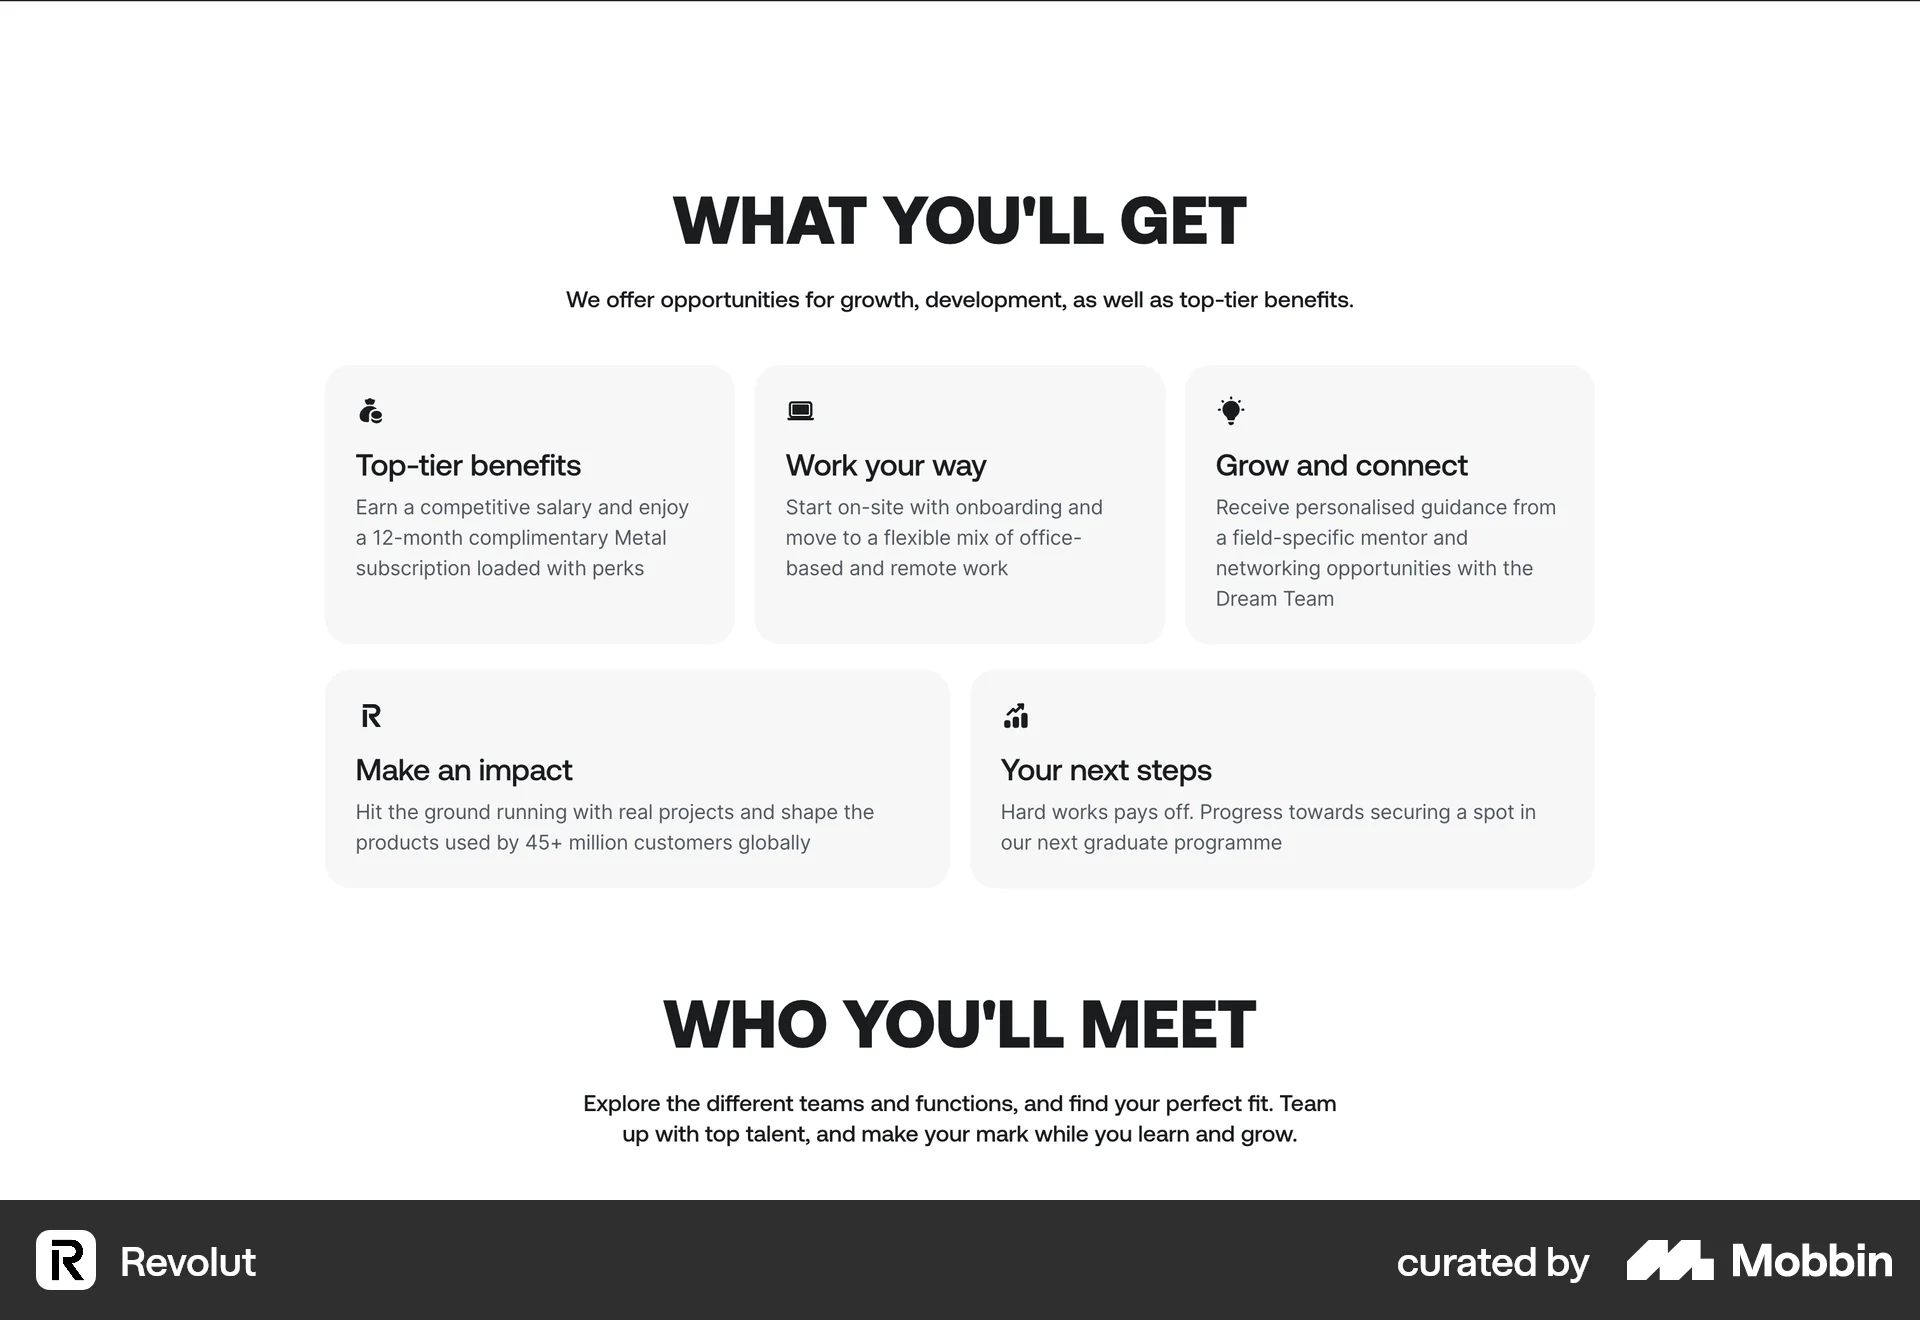 WHAT YOU'LL GET
We offer opportunities for growth, development, as well as top-tier benefits.
Top-tier benefits
Earn a competitive salary and enjoy
a 12-month complimentary Metal
subscription loaded with perks
Work your way
Start on-site with onboarding and
move to a flexible mix of office-
based and remote work
Grow and connect
Receive personalised guidance from
a field-specific mentor and
networking opportunities with the
Dream Team
Make an impact
Hit the ground running with real projects and shape the
products used by 45+ million customers globally
Your next steps
Hard works pays off. Progress towards securing a spot in
our next graduate programme
WHO YOU'LL MEET
Explore the different teams and functions, and find your perfect fit. Team
up with top talent, and make your mark while you learn and grow.
Revolut
curated by Mobbin